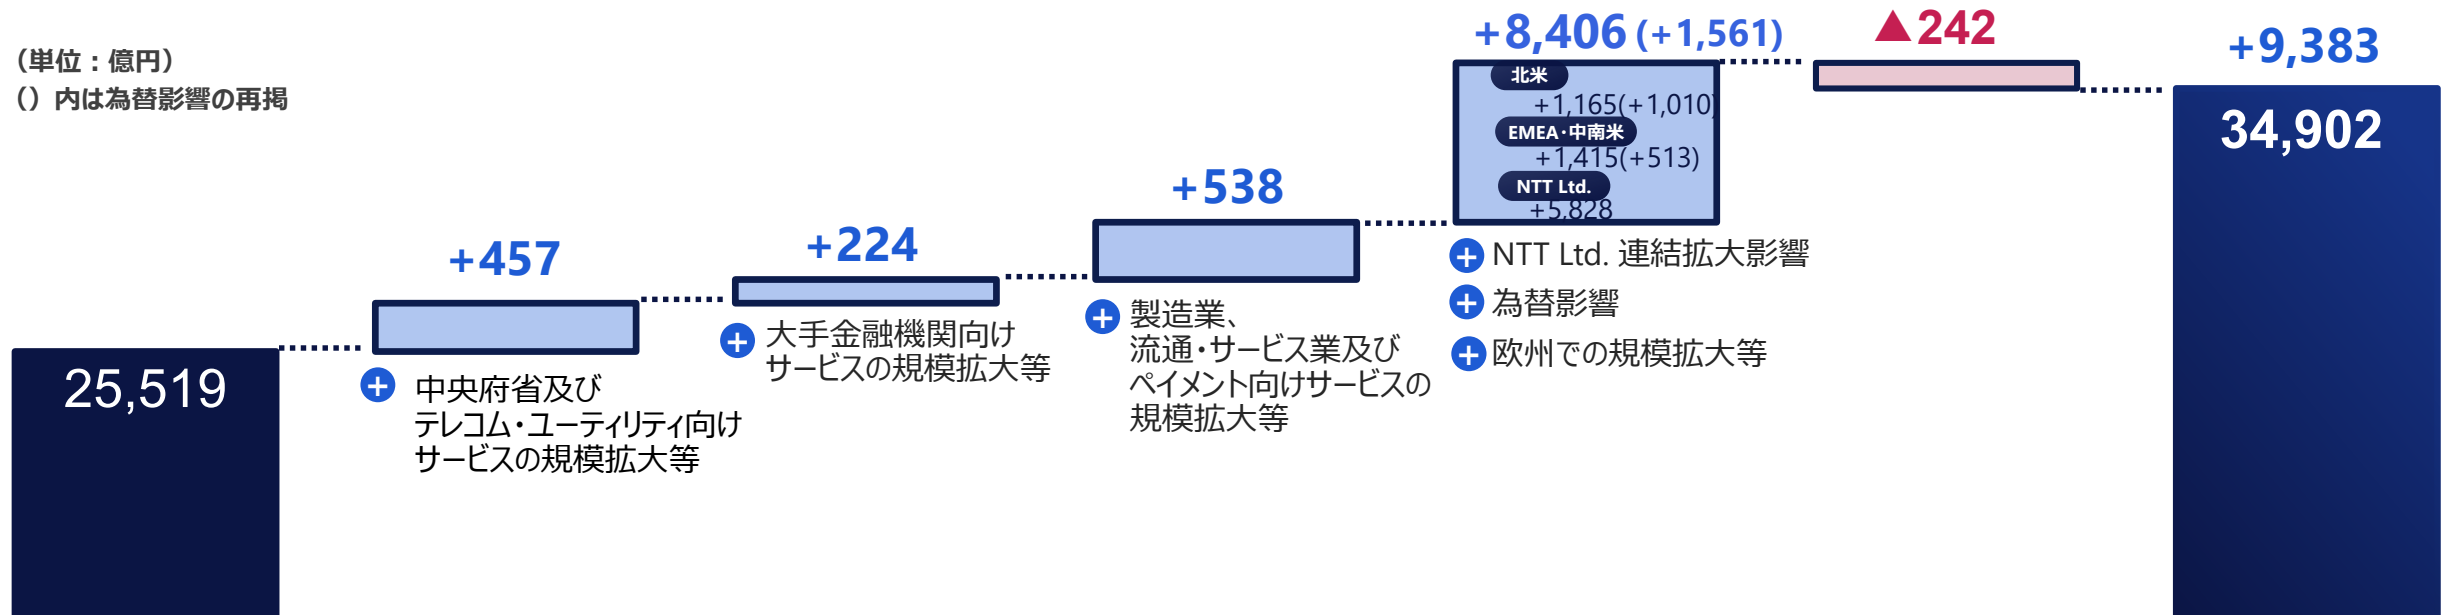 （単位：億円）
（）内は為替影響の再掲
25,519
+457
中央府省及び
テレコム・ユーティリティ向け
サービスの規模拡大等
+224
大手金融機関向け
サービスの規模拡大等
+538
製造業、
流通・サービス業及び
ペイメント向けサービスの
規模拡大等
+8,406 (+1,561)
北米
+1,165(+1,010)
EMEA・中南米
+1,415(+513)
NTT Ltd.
+5,828
NTT Ltd. 連結拡大影響
為替影響
欧州での規模拡大等
▲242
+9,383
34,902